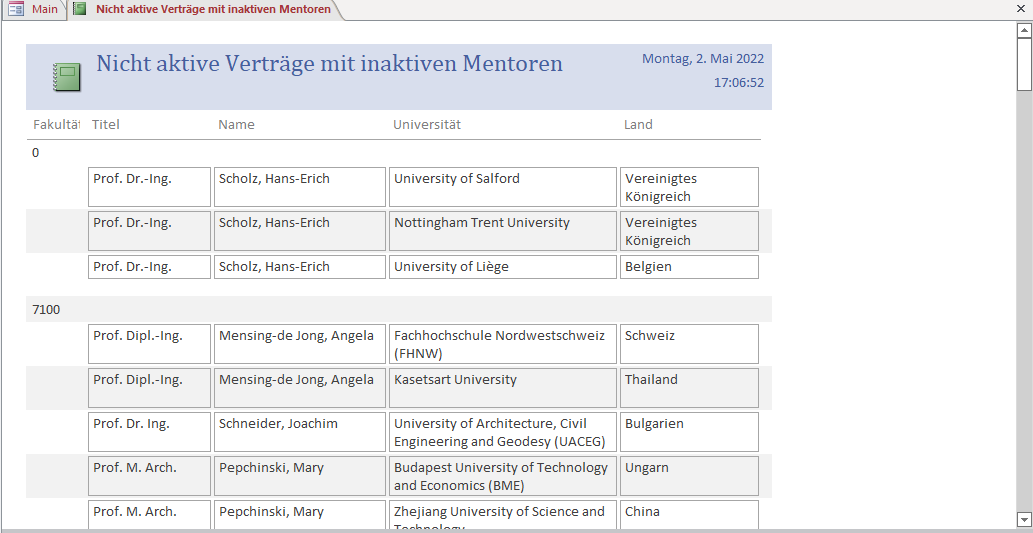 Main Nicht aktive Verträge mit inaktiven Mentoren
Nicht aktive Verträge mit inaktiven Mentoren Montag, 2. Mai 2022
17:06:52
Fakultät Titel Name Universität Land
0
Prof. Dr.-Ing. Scholz, Hans-Erich University of Salford Vereinigtes
Königreich
Prof. Dr.-Ing. Scholz, Hans-Erich Nottingham Trent University Vereinigtes
Königreich
Prof. Dr.-Ing. Scholz, Hans-Erich University of Liège Belgien
7100
Prof. Dipl.-Ing. Mensing-de Jong, Angela Fachhochschule Nordwestschweiz Schweiz
(FHNW)
Prof. Dipl.-Ing. Mensing-de Jong, Angela Kasetsart University Thailand
Prof. Dr. Ing. Schneider, Joachim University of Architecture, Civil Bulgarien
Engineering and Geodesy (UACEG)
Prof. M. Arch. Pepchinski, Mary Budapest University of Technology Ungarn
and Economics (BME)
Prof. M. Arch. Pepchinski, Mary Zhejiang University of Science and China
Technology